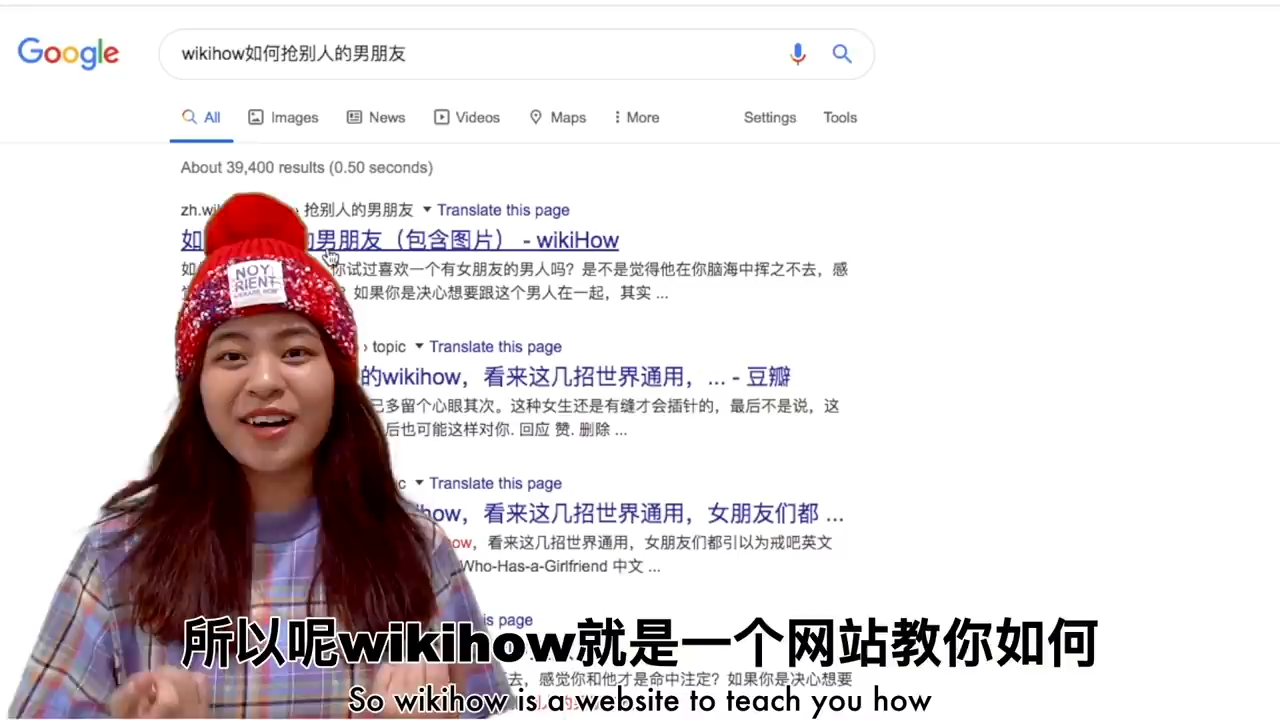 Google
wikihow如何抢别人的男朋友
All
Images
News
Videos
Maps
More
Settings
Tools
About 39,400 results (0.50 seconds)
zh.wi
› 抢别人的男朋友
Translate this page
如
男朋友（包含图片） - wikiHow
如
你试过喜欢一个有女朋友的男人吗？是不是觉得他在你脑海中挥之不去，感
如果你是决心想要跟这个男人在一起，其实 ...
› topic
Translate this page
的wikihow，看来这几招世界通用，... - 豆瓣
己多留个心眼其次。这种女生还是有缝才会插针的，最后不是说，这
后也可能这样对你. 回应 赞. 删除 ...
Translate this page
how，看来这几招世界通用，女朋友们都 ...
ow，看来这几招世界通用，女朋友们都引以为戒吧英文
Who-Has-a-Girlfriend 中文 ...
is page
去，感觉你和他才是命中注定？如果你是决心想要
NOY
RIENT
所以呢wikihow就是一个网站教你如何
So wikihow is a website to teach you how